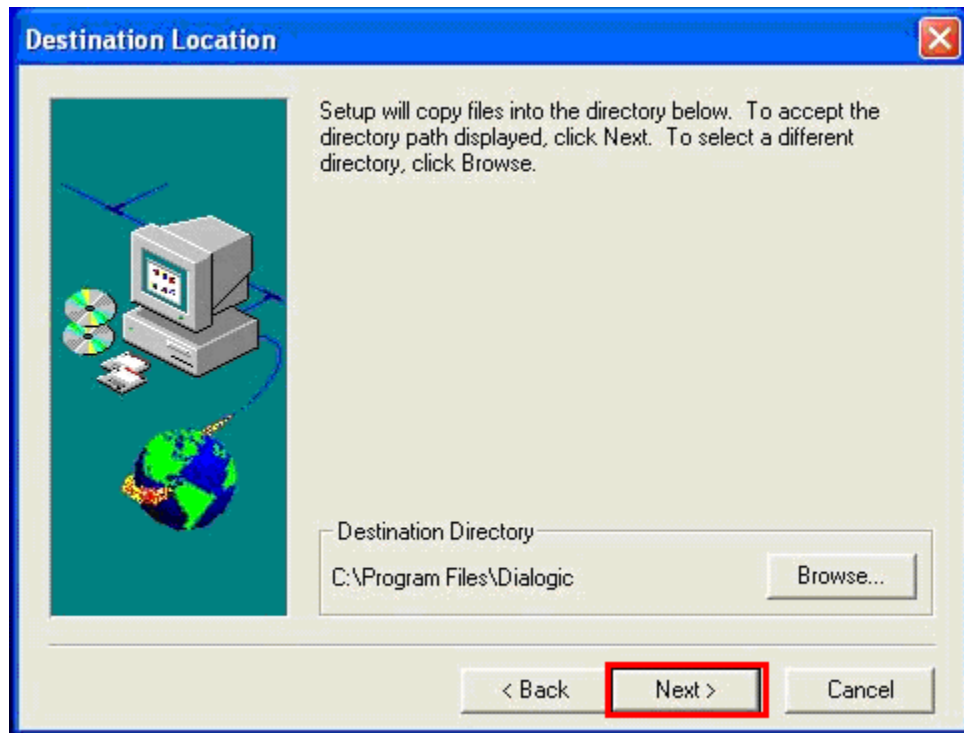 Destination Location
Setup will copy files into the directory below. To accept the
directory path displayed, click Next. To select a different
directory, click Browse.
Destination Directory
C:\Program Files\Dialogic
Browse...
< Back
Next >
Cancel